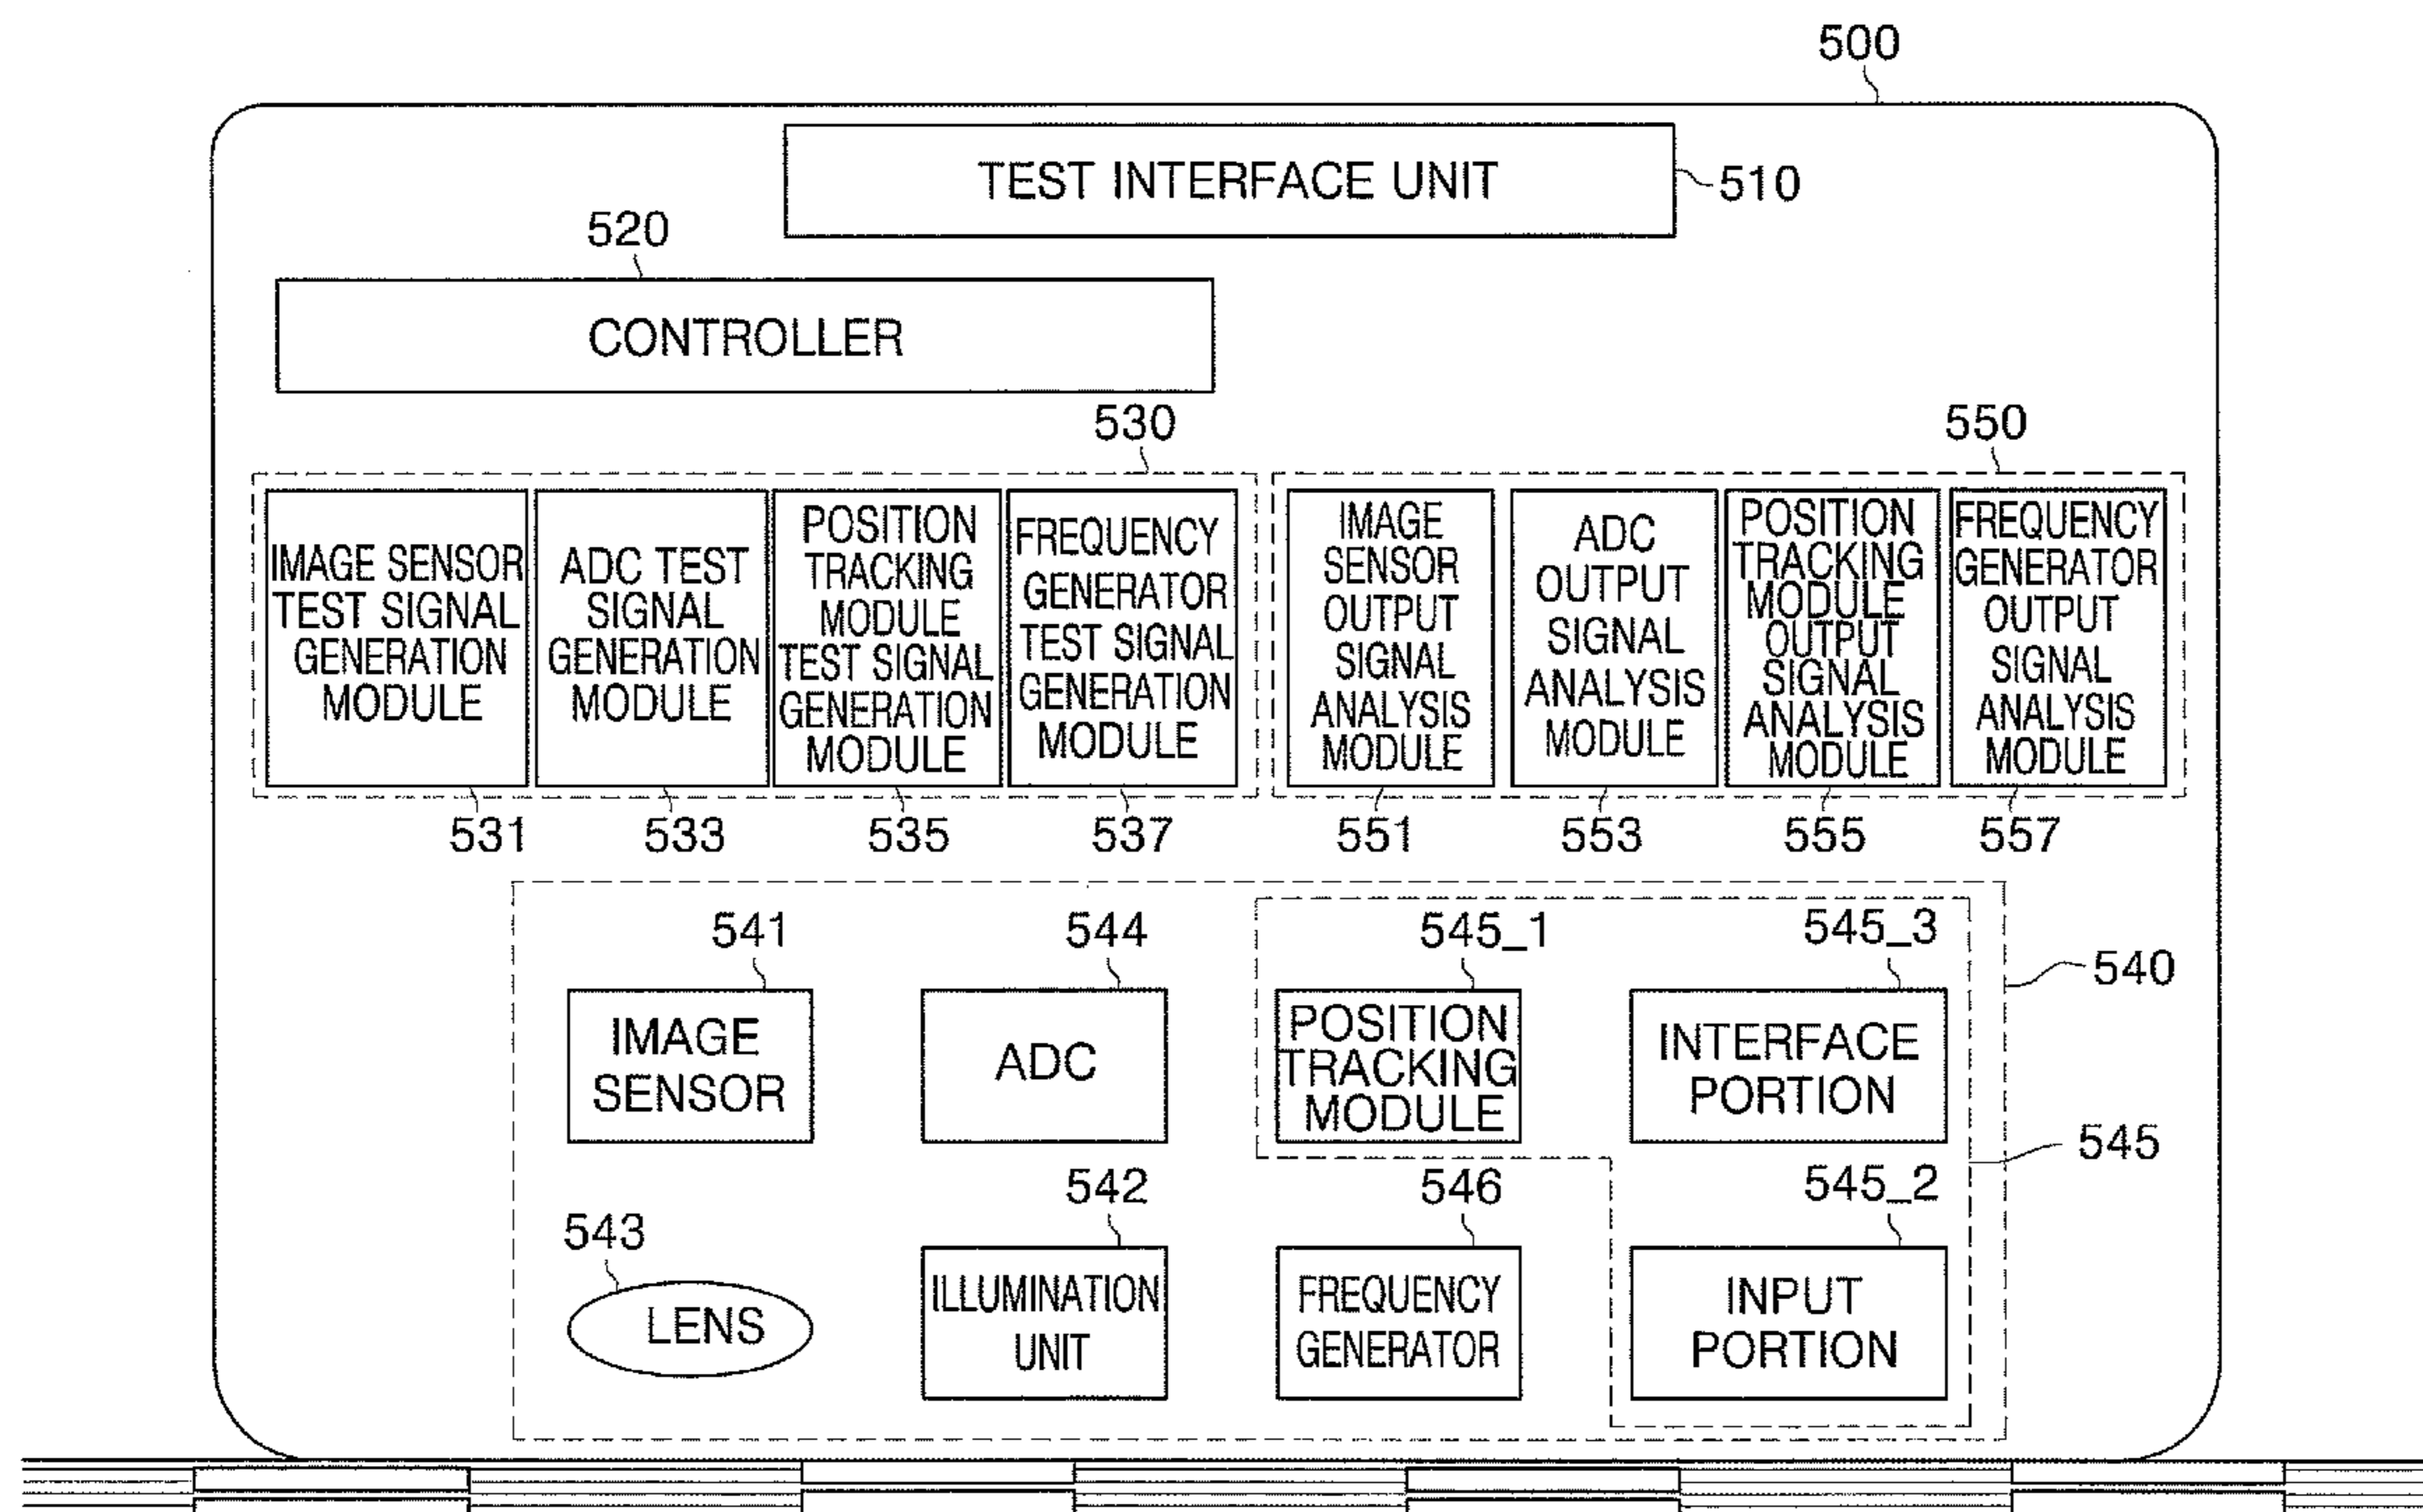 500
TEST INTERFACE UNIT
510
520
CONTROLLER
530
550
IMAGE SENSOR
TEST SIGNAL
GENERATION
MODULE
ADC TEST
SIGNAL
GENERATION
MODULE
POSITION
TRACKING
MODULE
TEST SIGNAL
GENERATION
MODULE
FREQUENCY
GENERATOR
TEST SIGNAL
GENERATION
MODULE
IMAGE
SENSOR
OUTPUT
SIGNAL
ANALYSIS
MODULE
ADC
OUTPUT
SIGNAL
ANALYSIS
MODULE
POSITION
TRACKING
MODULE
OUTPUT
SIGNAL
ANALYSIS
MODULE
FREQUENCY
GENERATOR
OUTPUT
SIGNAL
ANALYSIS
MODULE
531
533
535
537
551
553
555
557
541
544
545_1
545_3
540
IMAGE
SENSOR
ADC
POSITION
TRACKING
MODULE
INTERFACE
PORTION
545
543
542
546
545_2
LENS
ILLUMINATION
UNIT
FREQUENCY
GENERATOR
INPUT
PORTION